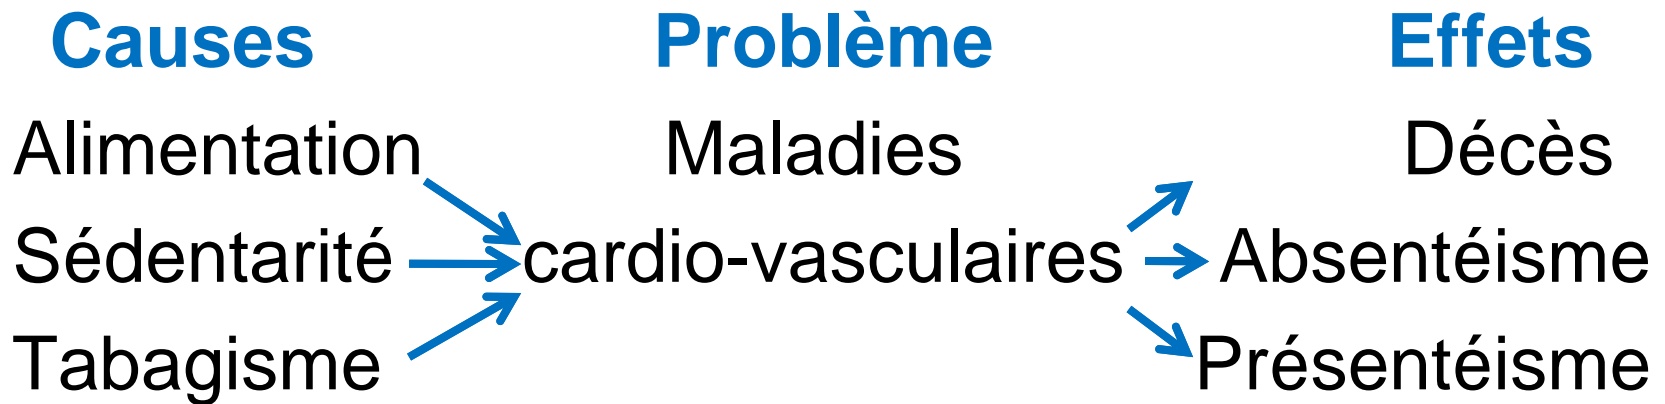 Causes Problème Effets
Alimentation Maladies Décès
Sédentarité cardio-vasculaires Absentéisme
Tabagisme Présentéisme